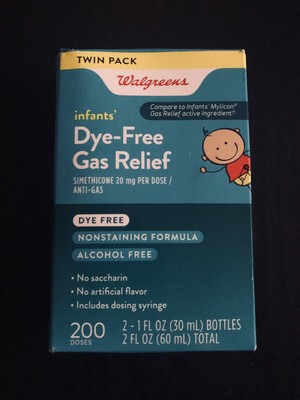 TWIN PACK
Walgreens
Compare to Infants' Mylicon®
Gas Relief active ingredient††
infants'
Dye-Free
Gas Relief
SIMETHICONE 20 mg PER DOSE /
ANTI-GAS
DYE FREE
NONSTAINING FORMULA
ALCOHOL FREE
• No saccharin
• No artificial flavor
• Includes dosing syringe
200
DOSES
2 - 1 FL OZ (30 mL) BOTTLES
2 FL OZ (60 mL) TOTAL